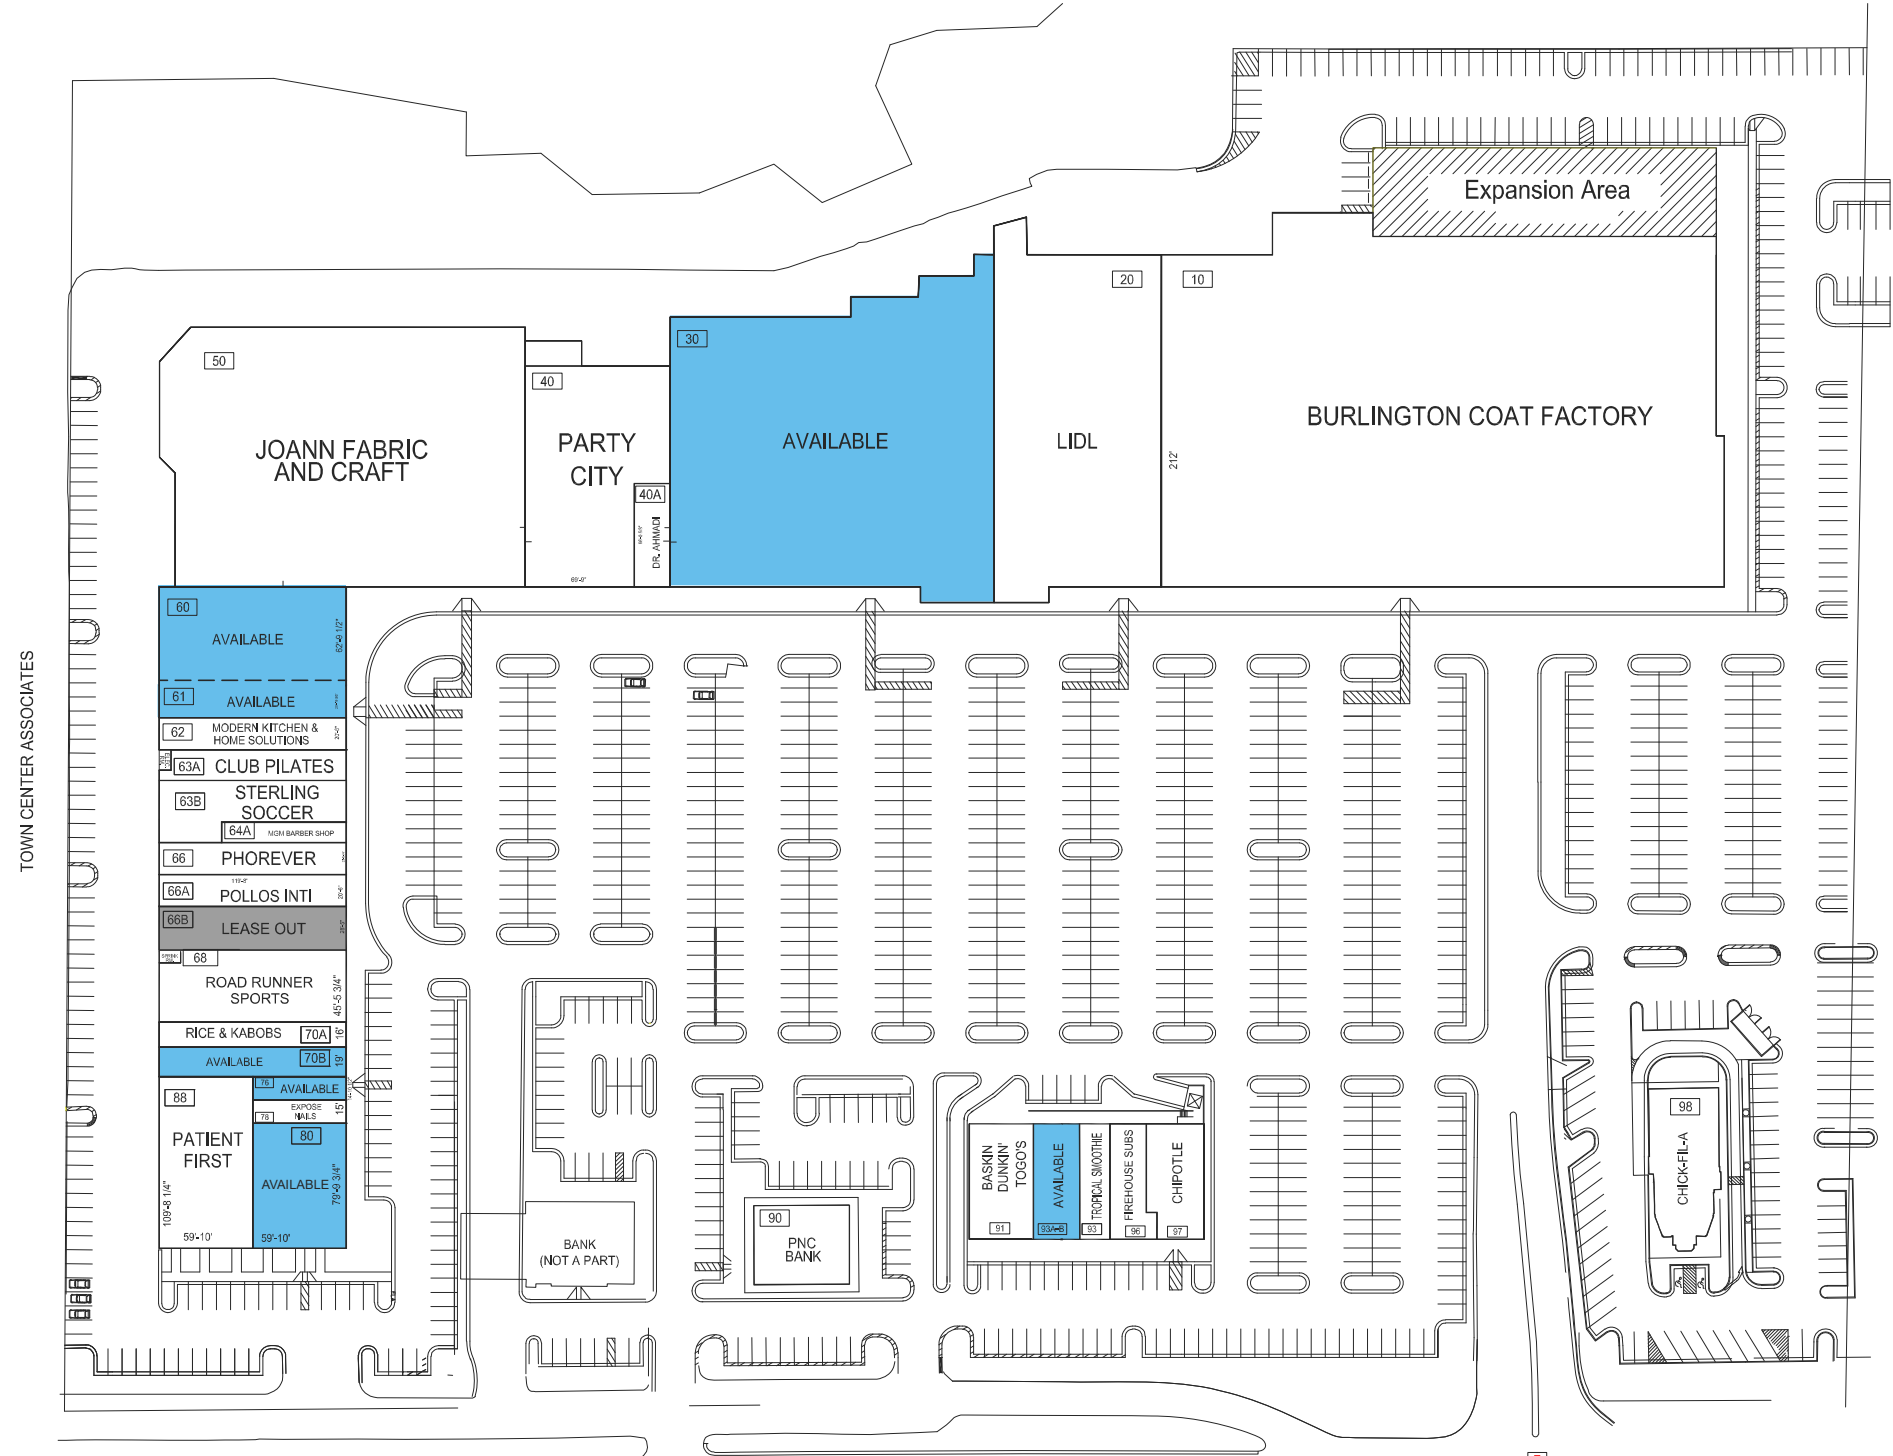 Expansion Area
20
10
30
50
40
BURLINGTON COAT FACTORY
JOANN FABRIC
AND CRAFT
PARTY
CITY
AVAILABLE
LIDL
212'
40A
DR. AHMADI
TOWN CENTER ASSOCIATES
60
AVAILABLE
62'-9 1/2"
61
AVAILABLE
62
MODERN KITCHEN &
HOME SOLUTIONS
63A
CLUB PILATES
63B
STERLING
SOCCER
64A
MGM BARBER SHOP
66
PHOREVER
66A
POLLOS INTI
66B
LEASE OUT
68
ROAD RUNNER
SPORTS
45'-5 3/4"
RICE & KABOBS
70A
16'
AVAILABLE
70B
19'
88
76
AVAILABLE
78
EXPOSE
NAILS
15'
PATIENT
FIRST
80
AVAILABLE
109'-8 1/4"
79'-9 3/4"
59'-10'
59'-10"
BANK
(NOT A PART)
90
PNC
BANK
BASKIN
DUNKIN'
TOGO'S
91
AVAILABLE
93A-B
TROPICAL SMOOTHIE
93
FIREHOUSE SUBS
96
CHIPOTLE
97
98
CHICK-FIL-A